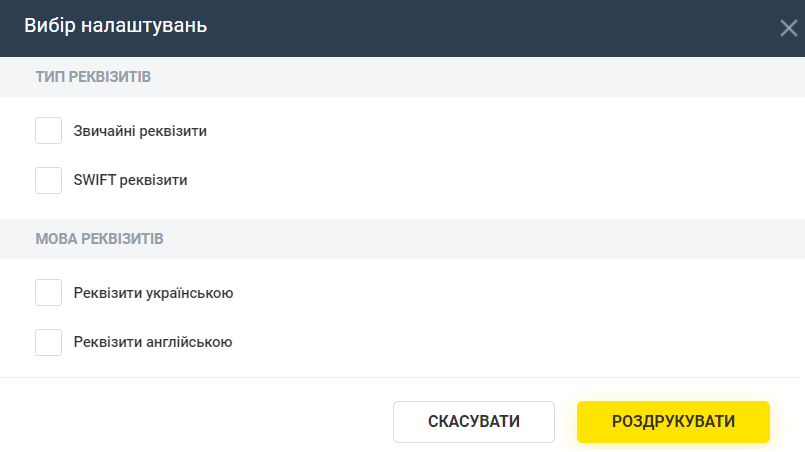 Вибір налаштувань
ТИП РЕКВІЗИТІВ
Звичайні реквізити
SWIFT реквізити
МОВА РЕКВІЗИТІВ
Реквізити українською
Реквізити англійською
СКАСУВАТИ
РОЗДРУКУВАТИ